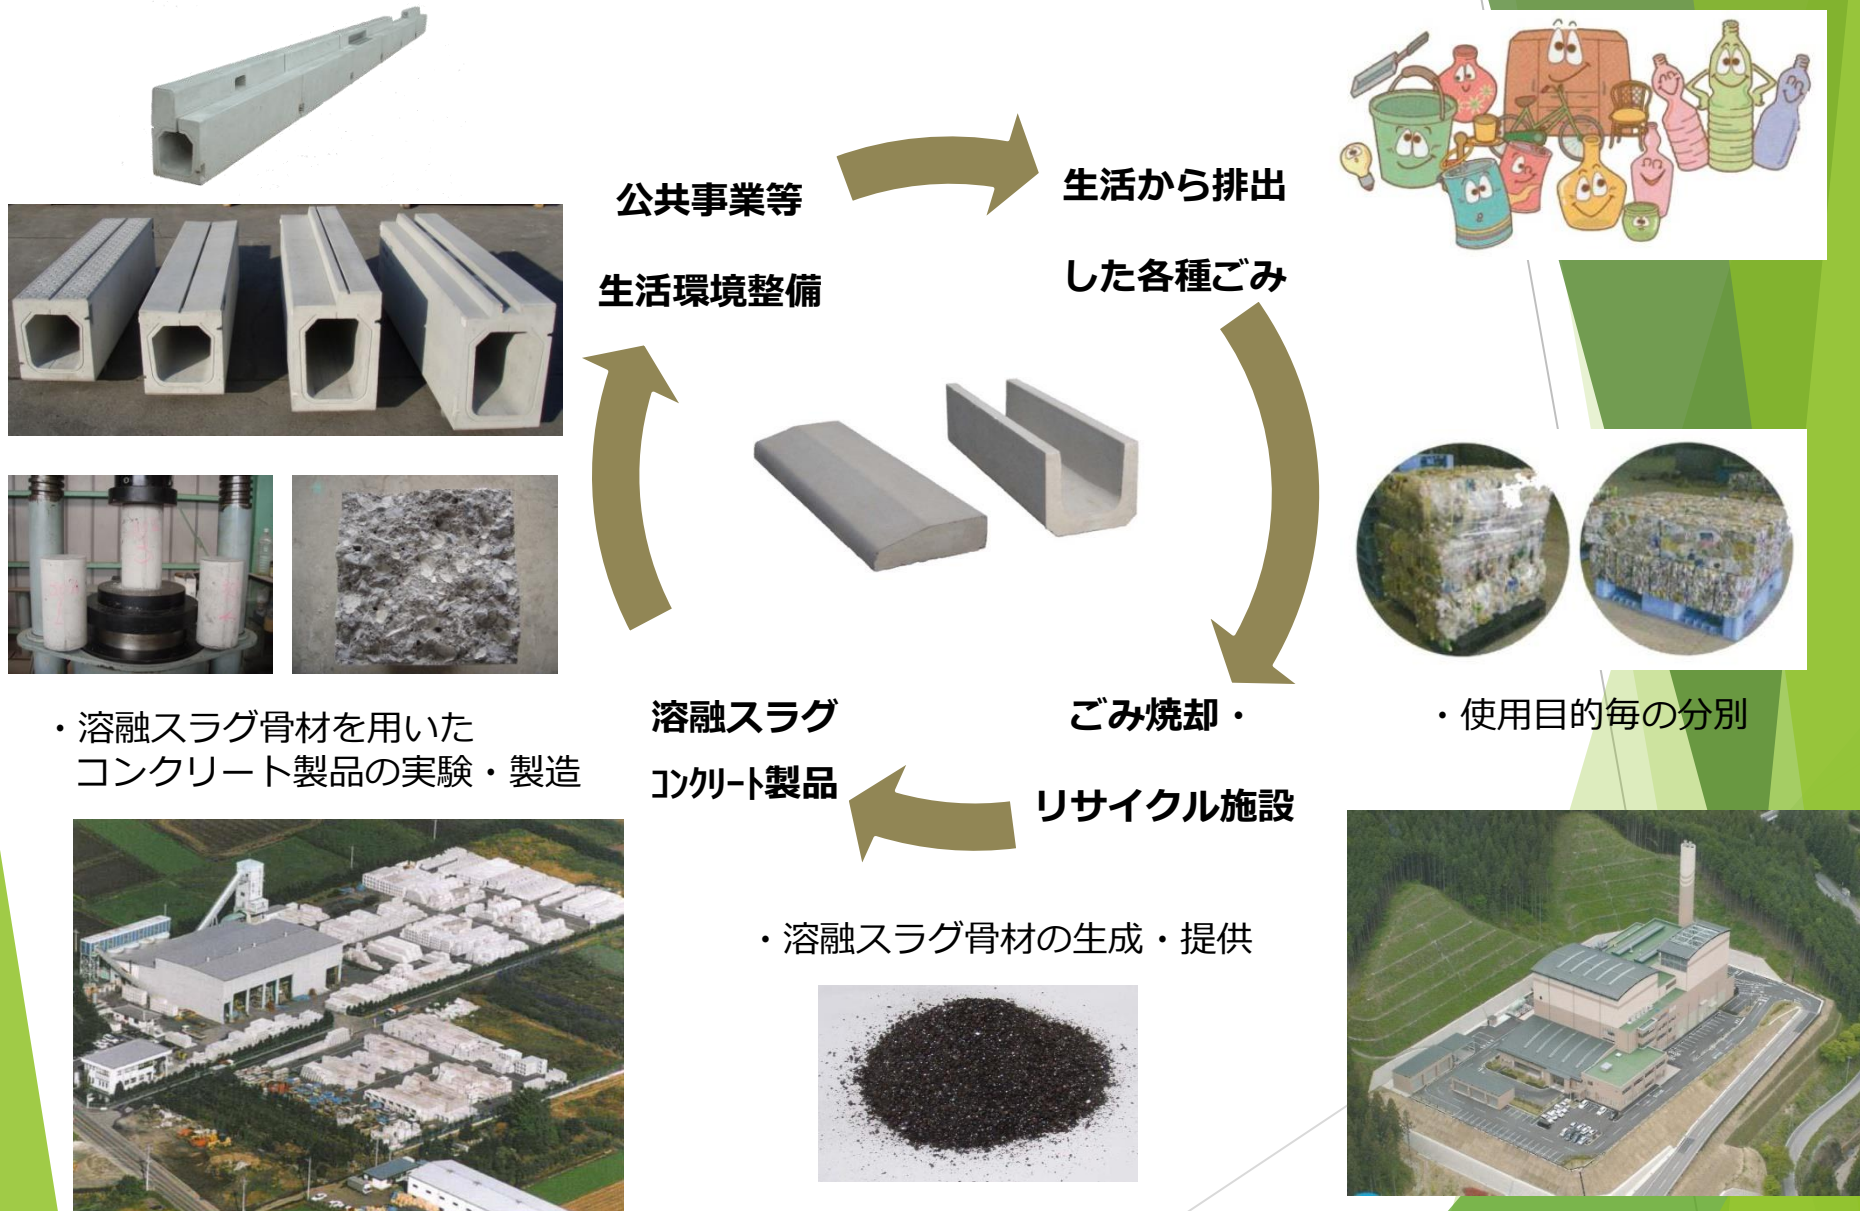 公共事業等
生活環境整備
生活から排出
した各種ごみ
溶融スラグ
コンクリート製品
ごみ焼却・
リサイクル施設
・使用目的毎の分別
・溶融スラグ骨材を用いた
コンクリート製品の実験・製造
・溶融スラグ骨材の生成・提供